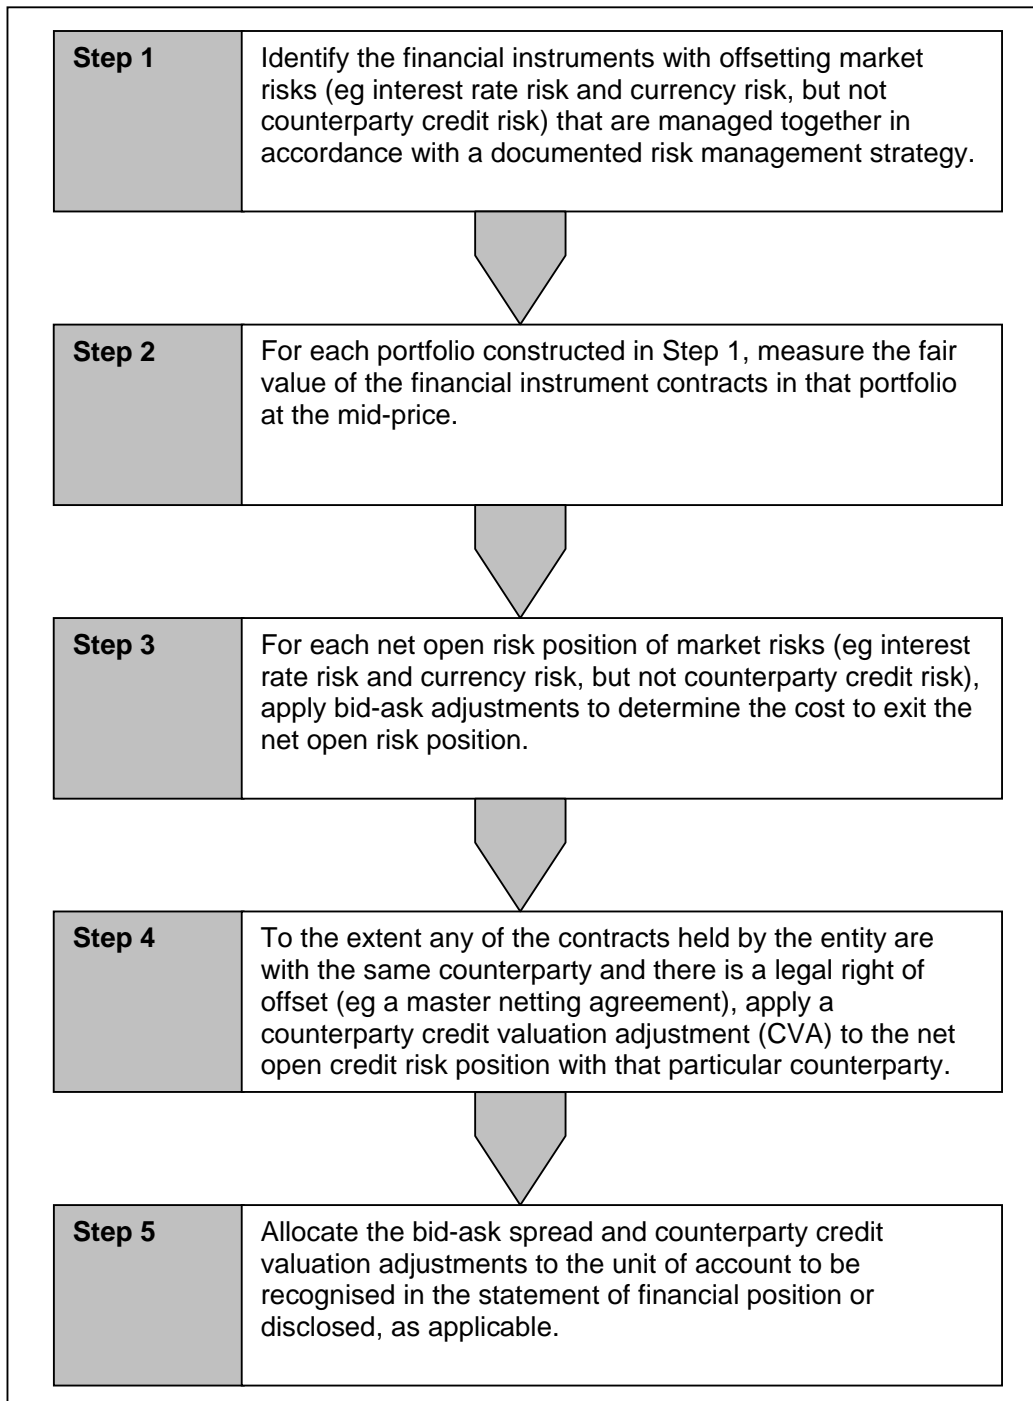 Step 1
Identify the financial instruments with offsetting market
risks (eg interest rate risk and currency risk, but not
counterparty credit risk) that are managed together in
accordance with a documented risk management strategy.
Step 2
For each portfolio constructed in Step 1, measure the fair
value of the financial instrument contracts in that portfolio
at the mid-price.
Step 3
For each net open risk position of market risks (eg interest
rate risk and currency risk, but not counterparty credit risk),
apply bid-ask adjustments to determine the cost to exit the
net open risk position.
Step 4
To the extent any of the contracts held by the entity are
with the same counterparty and there is a legal right of
offset (eg a master netting agreement), apply a
counterparty credit valuation adjustment (CVA) to the net
open credit risk position with that particular counterparty.
Step 5
Allocate the bid-ask spread and counterparty credit
valuation adjustments to the unit of account to be
recognised in the statement of financial position or
disclosed, as applicable.